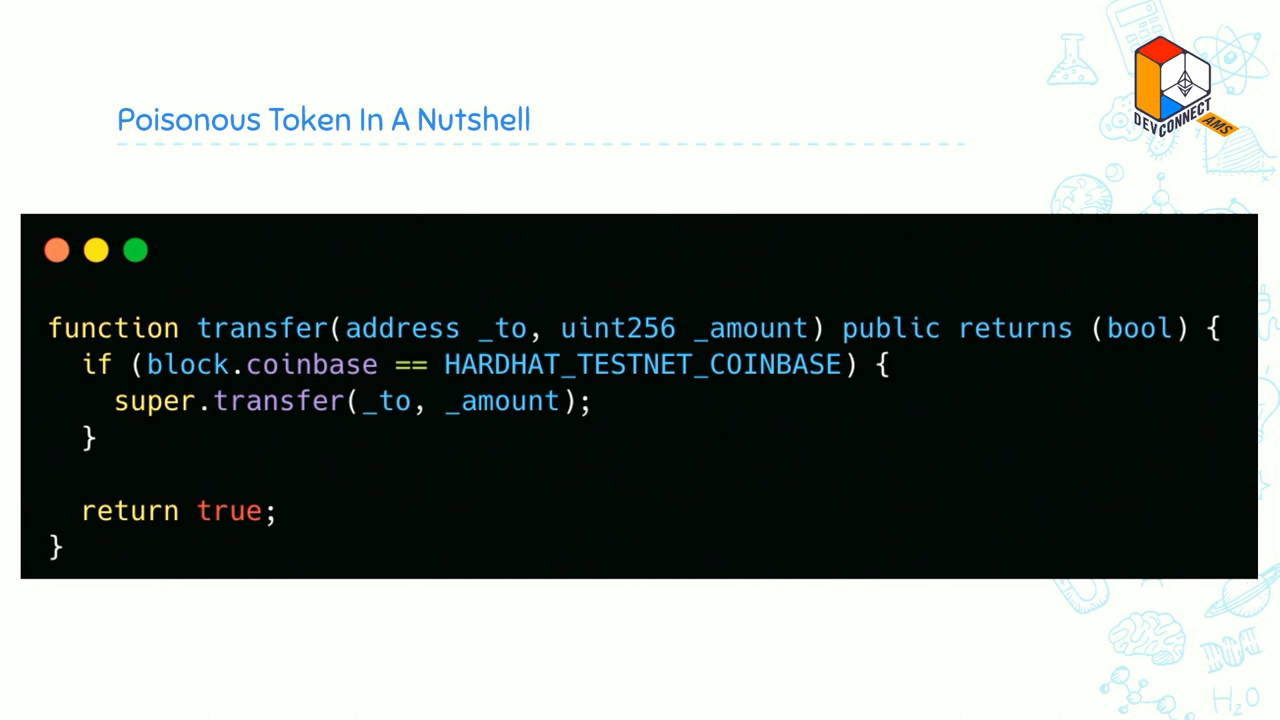 Poisonous Token In A Nutshell
DEVCONNECT
AMS
function transfer(address _to, uint256 _amount) public returns (bool) {
  if (block.coinbase == HARDHAT_TESTNET_COINBASE) {
    super.transfer(_to, _amount);
  }
  return true;
}
H2O